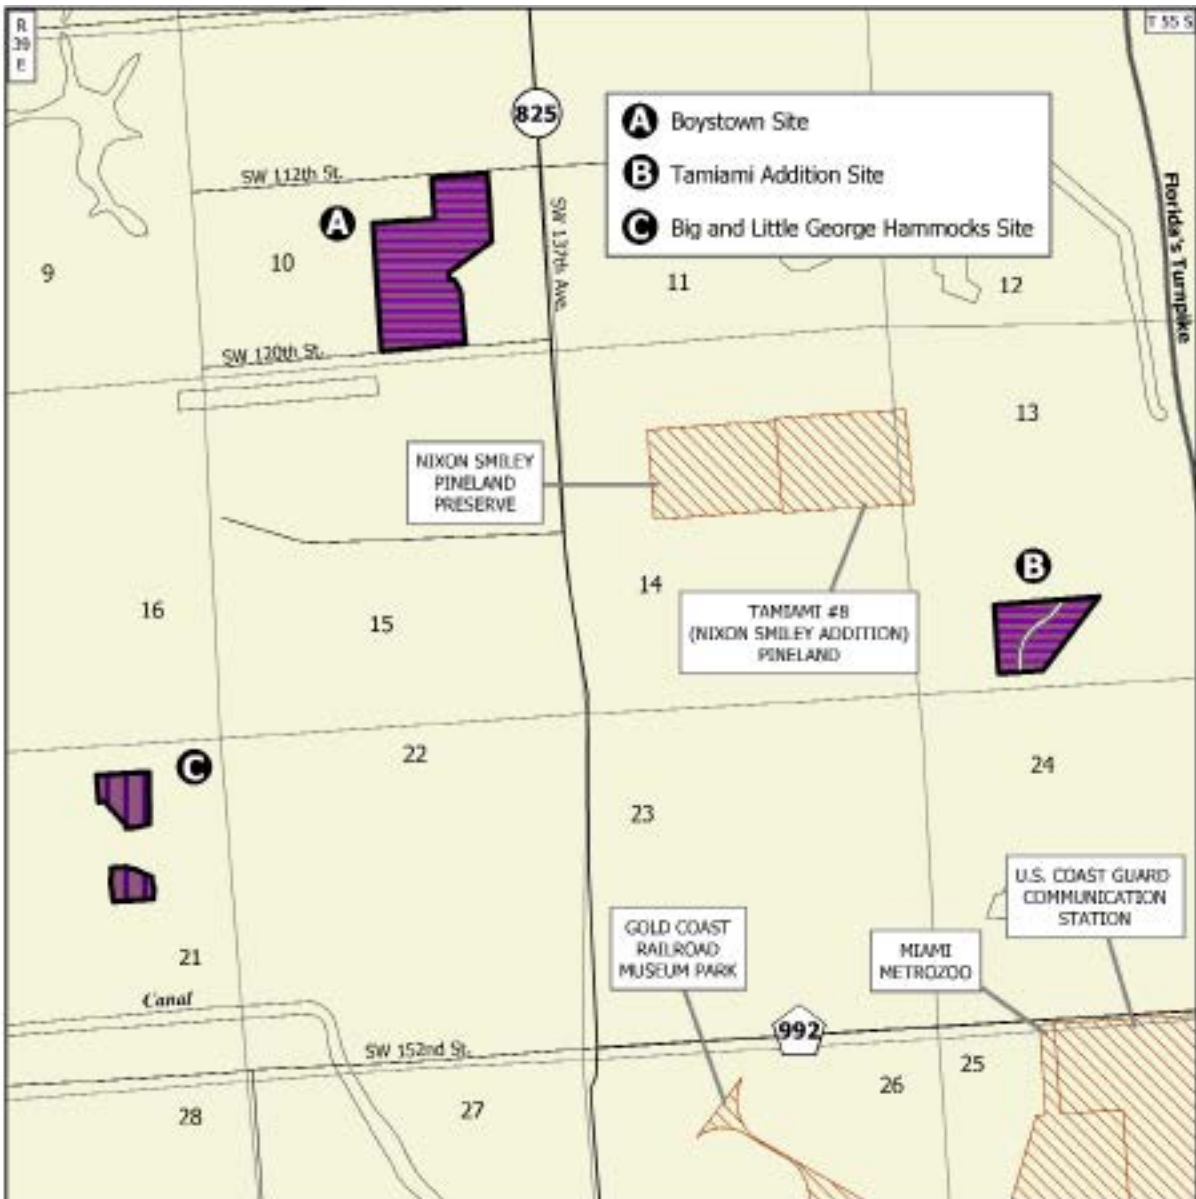 R
39
E
T 55 S
825
A Boystown Site
B Tamiami Addition Site
C Big and Little George Hammocks Site
SW 112th St.
A
SW 137th Ave.
Florida's Turnpike
9
10
11
12
SW 120th St.
13
NIXON SMILEY
PINELAND
PRESERVE
14
B
16
15
TAMIAMI #8
(NIXON SMILEY ADDITION)
PINELAND
22
C
24
23
U.S. COAST GUARD
COMMUNICATION
STATION
GOLD COAST
RAILROAD
MUSEUM PARK
MIAMI
METROZOO
21
Canal
992
SW 152nd St.
25
26
28
27